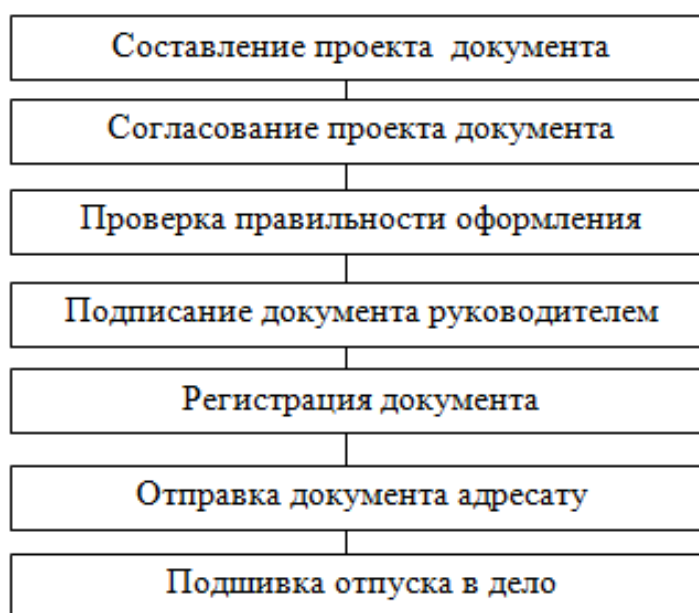 Составление проекта документа
Согласование проекта документа
Проверка правильности оформления
Подписание документа руководителем
Регистрация документа
Отправка документа адресату
Подшивка отпуска в дело